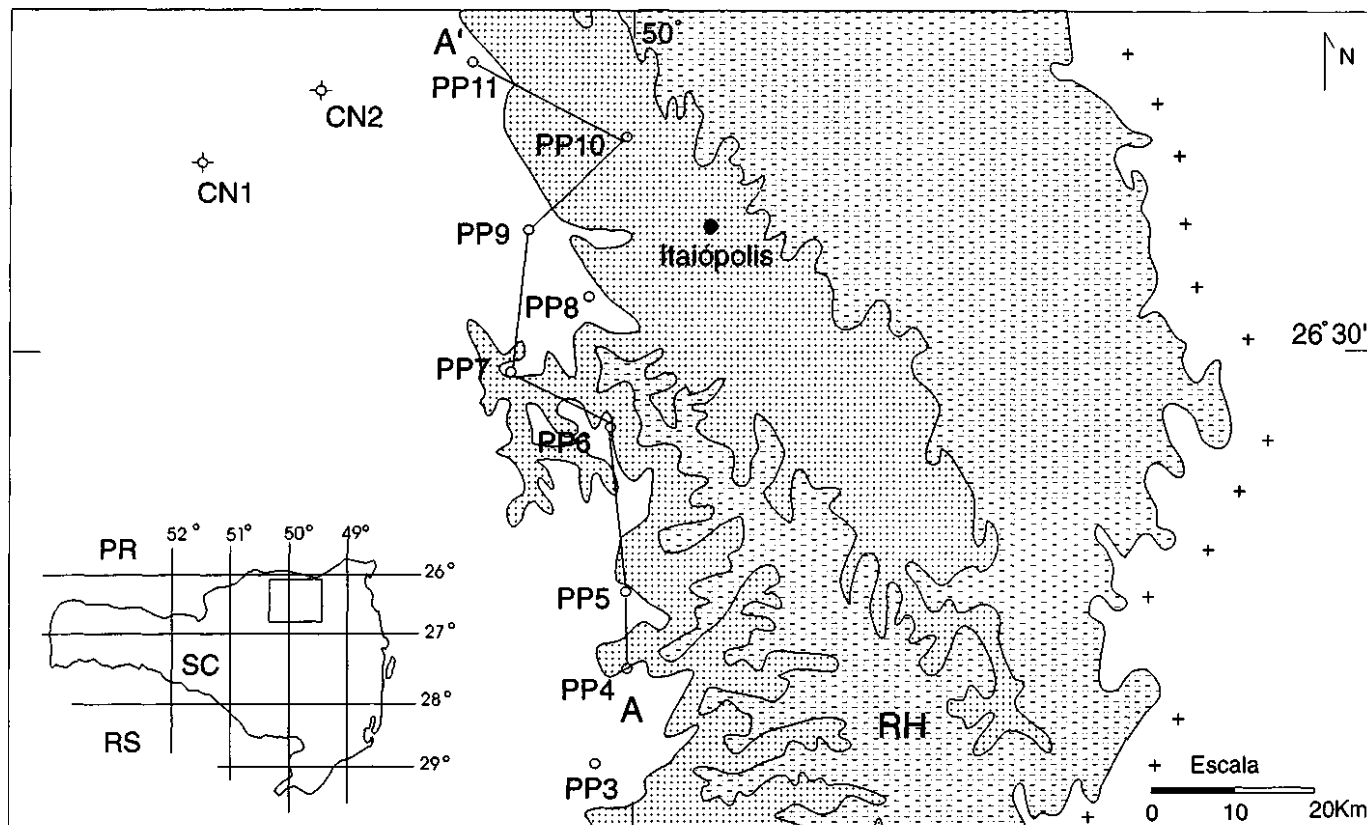 50°
A'
N
PP11
CN2
PP10
CN1
PP9
Itaiópolis
PP8
26°30'
PP7
PP6
52° 51° 50° 49°
PR
26°
PP5
27°
SC
PP4
A
28°
RH
RS
PP3
29°
Escala
0 10 20Km